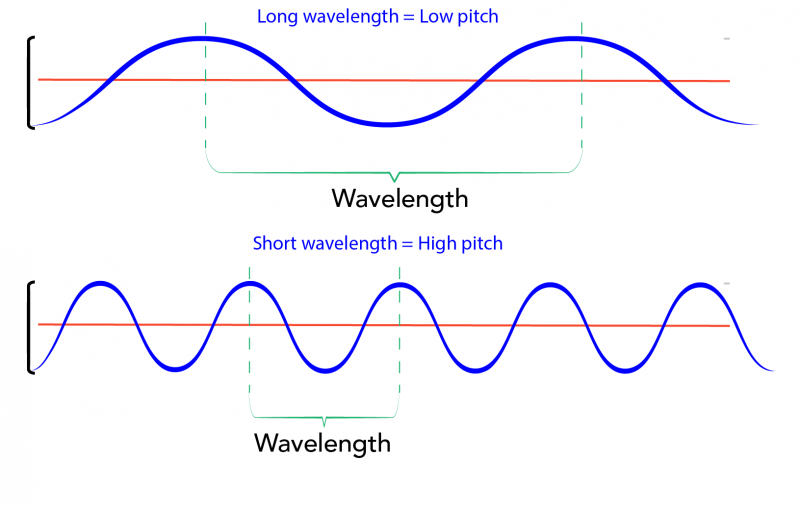 Long wavelength = Low pitch
Wavelength
Short wavelength = High pitch
Wavelength